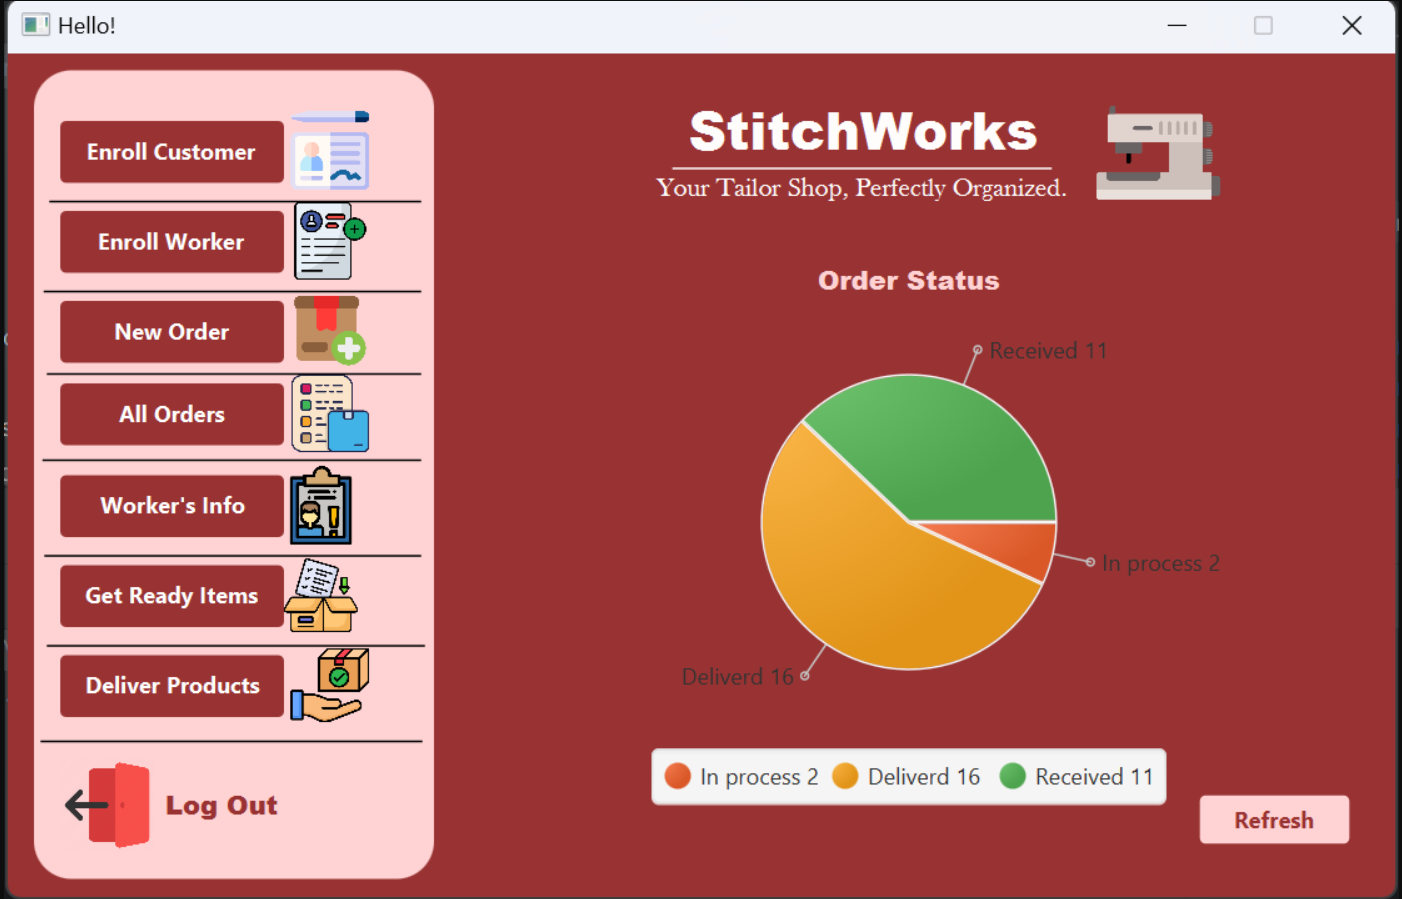 Hello!
Enroll Customer
Enroll Worker
New Order
All Orders
Worker's Info
Get Ready Items
Deliver Products
Log Out
StitchWorks
Your Tailor Shop, Perfectly Organized.
Order Status
Received 11
In process 2
Deliverd 16
In process 2 Deliverd 16 Received 11
Refresh